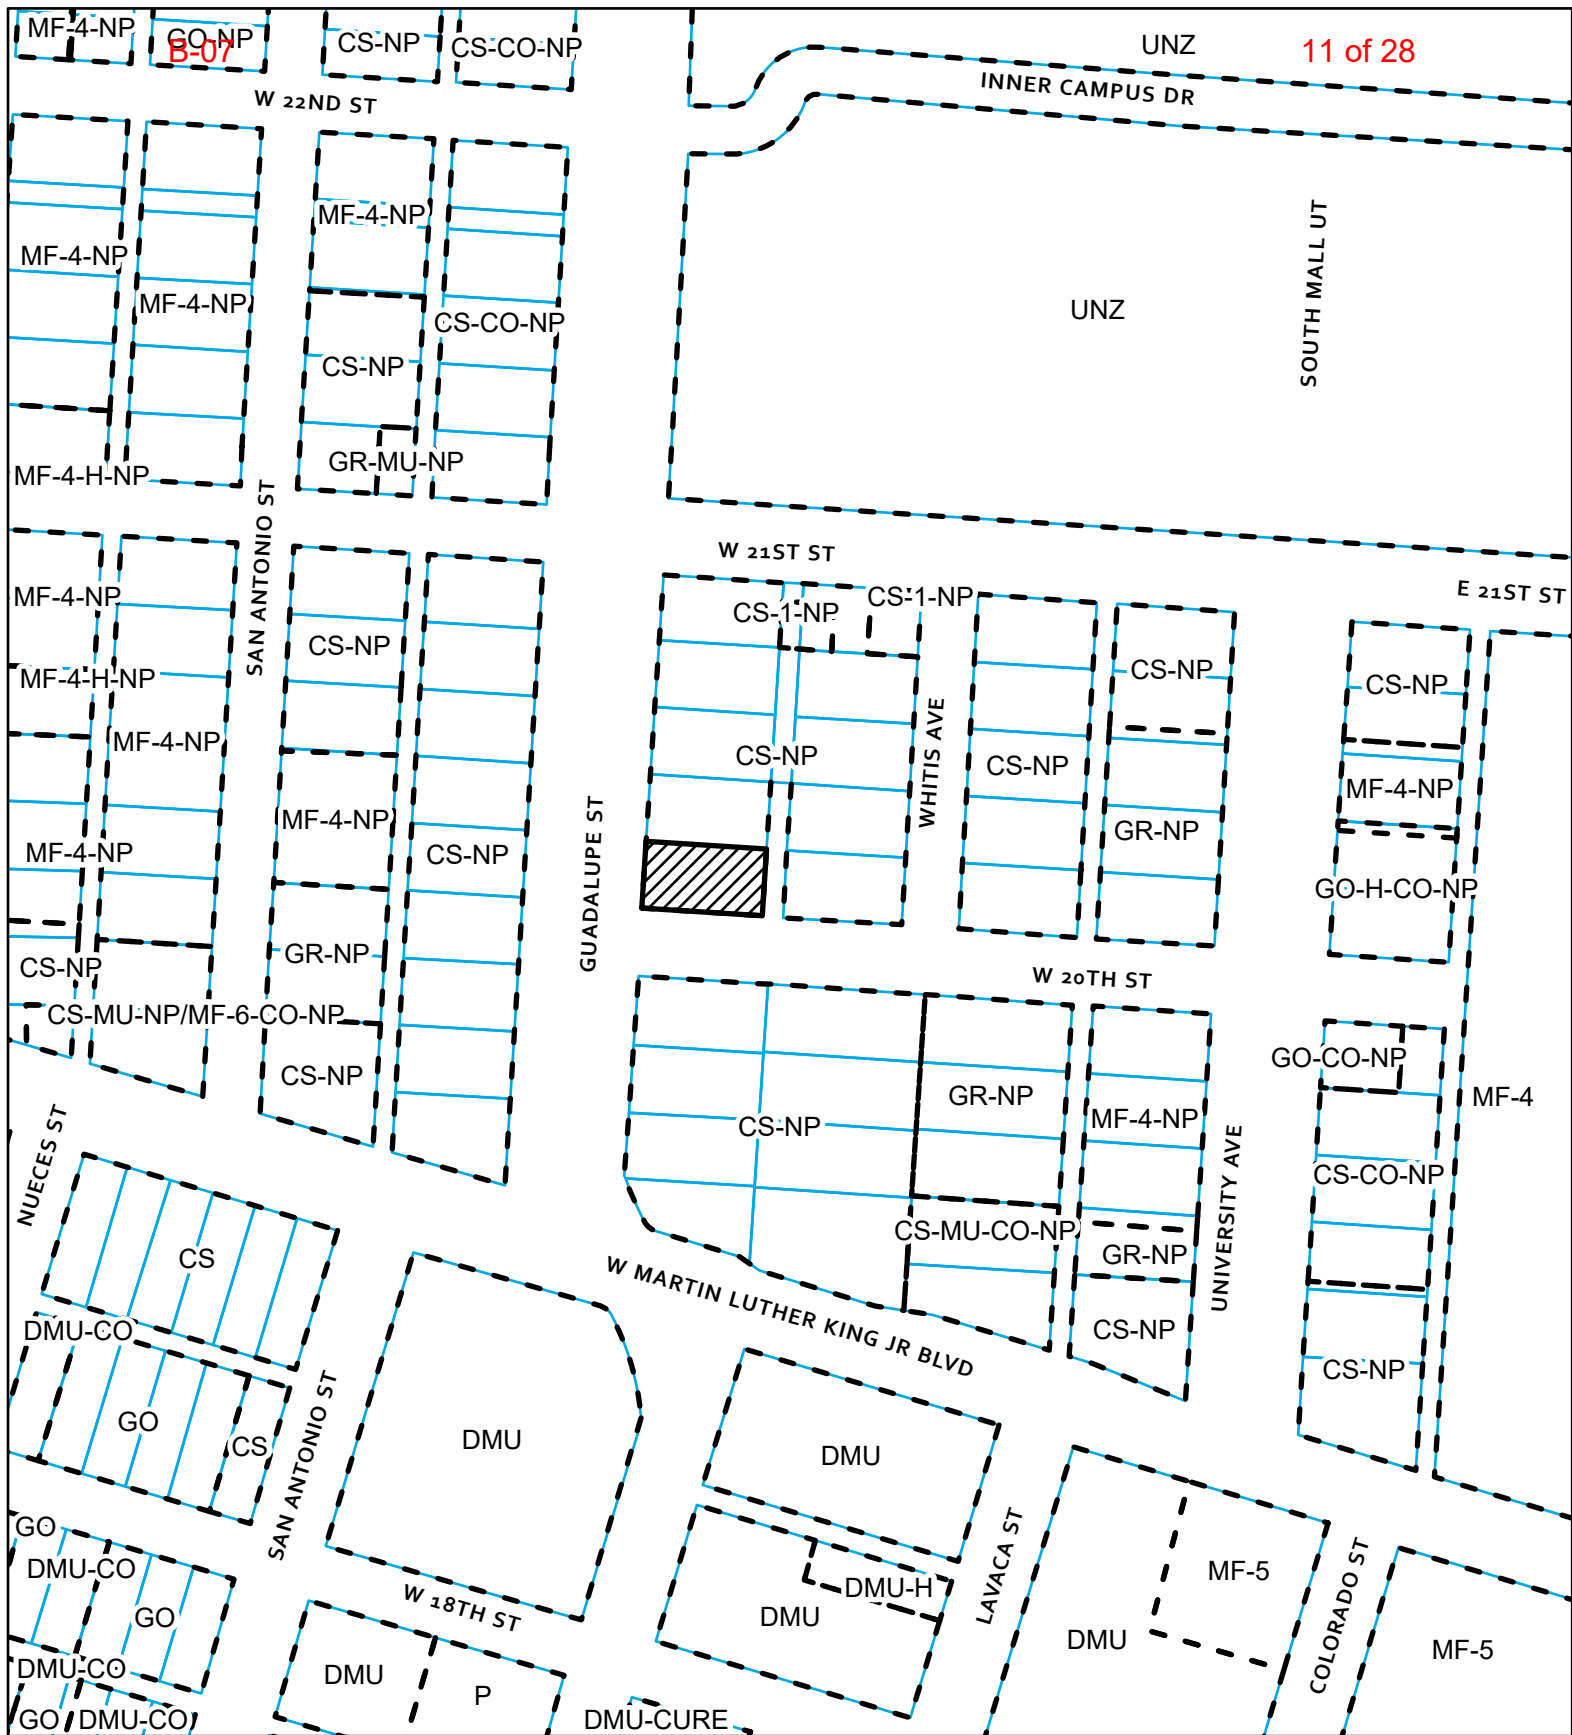 MF-4-NP
GO-NP
B-07
CS-NP
CS-CO-NP
UNZ
11 of 28
INNER CAMPUS DR
W 22ND ST
MF-4-NP
MF-4-NP
MF-4-NP
CS-CO-NP
CS-NP
UNZ
SOUTH MALL UT
GR-MU-NP
MF-4-H-NP
SAN ANTONIO ST
W 21ST ST
E 21ST ST
MF-4-NP
CS-1-NP
CS-1-NP
CS-NP
MF-4-H-NP
CS-NP
CS-NP
MF-4-NP
CS-NP
WHITIS AVE
CS-NP
MF-4-NP
MF-4-NP
GR-NP
MF-4-NP
CS-NP
GUADALUPE ST
GO-H-CO-NP
GR-NP
CS-NP
W 20TH ST
CS-MU-NP/MF-6-CO-NP
GO-CO-NP
CS-NP
GR-NP
MF-4-NP
MF-4
CS-NP
NUECES ST
CS-CO-NP
UNIVERSITY AVE
CS-MU-CO-NP
GR-NP
CS
W MARTIN LUTHER KING JR BLVD
CS-NP
DMU-CO
CS-NP
SAN ANTONIO ST
GO
CS
DMU
DMU
GO
LAVACA ST
DMU-CO
MF-5
COLORADO ST
DMU-H
GO
W 18TH ST
DMU
DMU
MF-5
DMU-CO
DMU
P
GO
DMU-CO
DMU-CURE